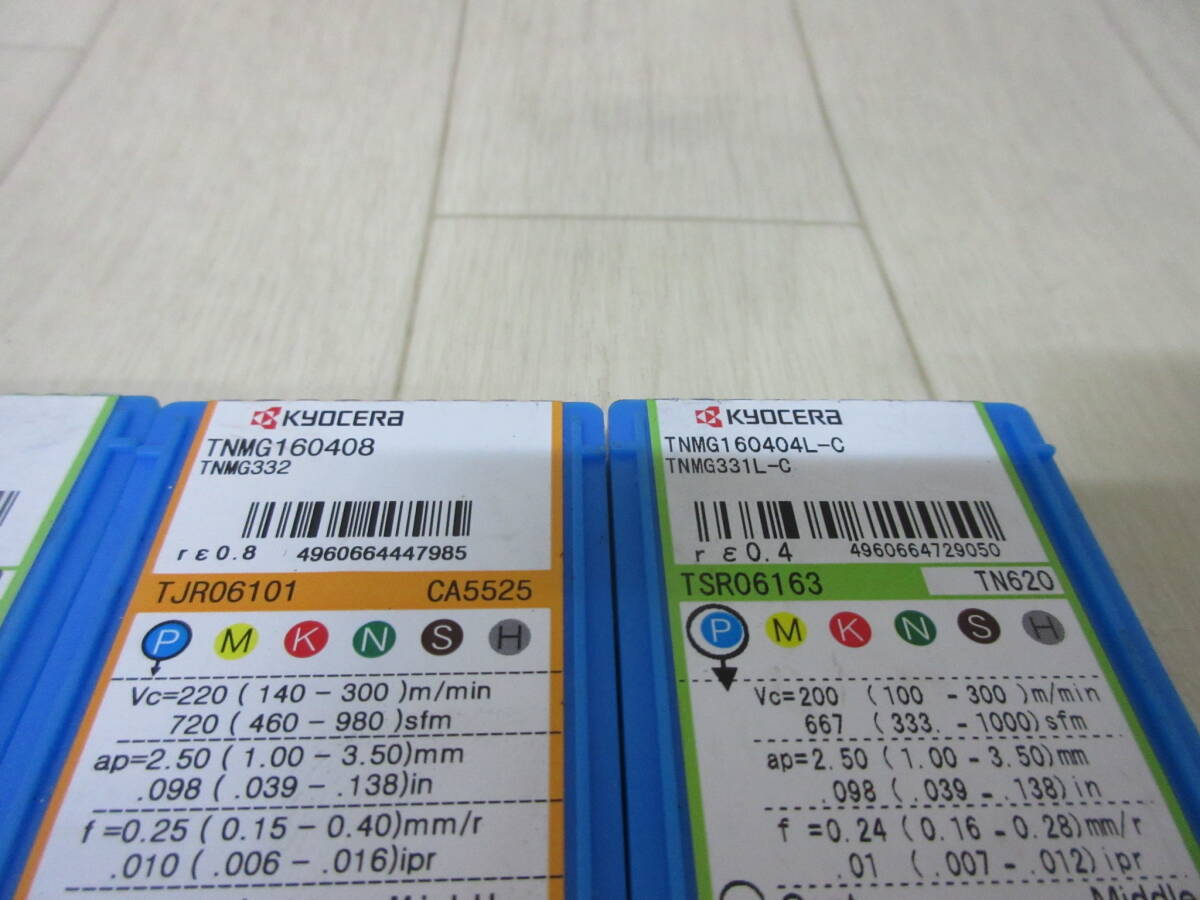 KYOCERA
TNMG160408
TNMG332
rε0.8 4960664447985
TJR06101 CA5525
P M K N S H
Vc=220 (140 - 300)m/min
720 (460 - 980)sfm
ap=2.50 (1.00 - 3.50)mm
.098 (.039 - .138)in
f=0.25 (0.15 - 0.40)mm/r
.010 (.006 - .016)ipr
KYOCERA
TNMG160404L-C
TNMG331L-C
rε0.4 4960664729050
TSR06163 TN620
P M K N S H
Vc=200 (100 -300)m/min
667 (333. -1000)sfm
ap=2.50 (1.00 - 3.50)mm
.098 (.039 -.138)in
f =0.24 (0.16 - 0.28)mm/r
.01 (.007 -.012)ipr
Middle